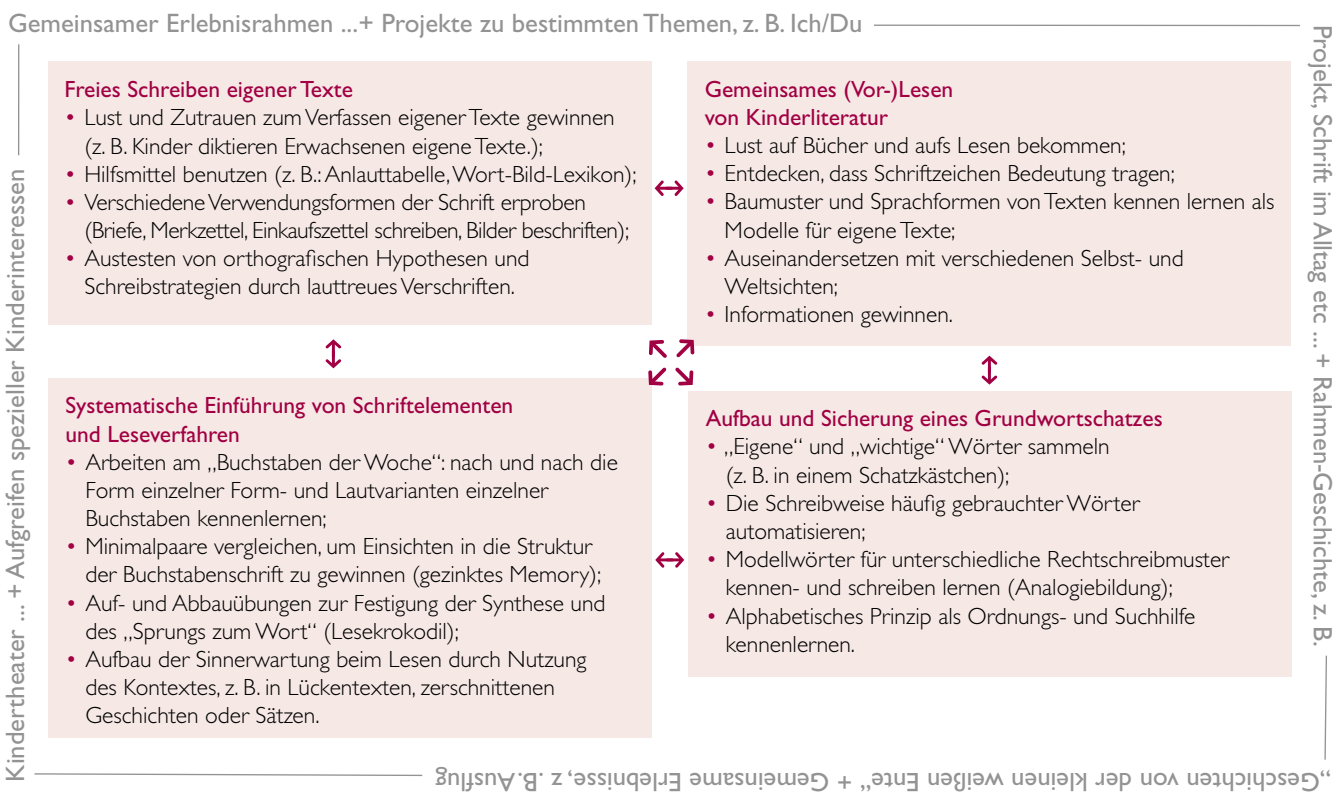 Gemeinsamer Erlebnisrahmen ...+ Projekte zu bestimmten Themen, z. B. Ich/Du
Projekt, Schrift im Alltag etc ... + Rahmen-Geschichte, z. B.
„Geschichten von der kleinen weißen Ente“ + Gemeinsame Erlebnisse, z .B. Ausflug
Kindertheater ... + Aufgreifen spezieller Kinderinteressen
Freies Schreiben eigener Texte
• Lust und Zutrauen zum Verfassen eigener Texte gewinnen
(z. B. Kinder diktieren Erwachsenen eigene Texte.);
• Hilfsmittel benutzen (z. B.: Anlauttabelle, Wort-Bild-Lexikon);
• Verschiedene Verwendungsformen der Schrift erproben
(Briefe, Merkzettel, Einkaufszettel schreiben, Bilder beschriften);
• Austesten von orthografischen Hypothesen und
Schreibstrategien durch lauttreues Verschriften.
Gemeinsames (Vor-)Lesen
von Kinderliteratur
• Lust auf Bücher und aufs Lesen bekommen;
• Entdecken, dass Schriftzeichen Bedeutung tragen;
• Baumuster und Sprachformen von Texten kennen lernen als
Modelle für eigene Texte;
• Auseinandersetzen mit verschiedenen Selbst- und
Weltsichten;
• Informationen gewinnen.
Systematische Einführung von Schriftelementen
und Leseverfahren
• Arbeiten am „Buchstaben der Woche“: nach und nach die
Form einzelner Form- und Lautvarianten einzelner
Buchstaben kennenlernen;
• Minimalpaare vergleichen, um Einsichten in die Struktur
der Buchstabenschrift zu gewinnen (gezinktes Memory);
• Auf- und Abbauübungen zur Festigung der Synthese und
des „Sprungs zum Wort“ (Lesekrokodil);
• Aufbau der Sinnerwartung beim Lesen durch Nutzung
des Kontextes, z. B. in Lückentexten, zerschnittenen
Geschichten oder Sätzen.
Aufbau und Sicherung eines Grundwortschatzes
• „Eigene“ und „wichtige“ Wörter sammeln
(z. B. in einem Schatzkästchen);
• Die Schreibweise häufig gebrauchter Wörter
automatisieren;
• Modellwörter für unterschiedliche Rechtschreibmuster
kennen- und schreiben lernen (Analogiebildung);
• Alphabetisches Prinzip als Ordnungs- und Suchhilfe
kennenlernen.